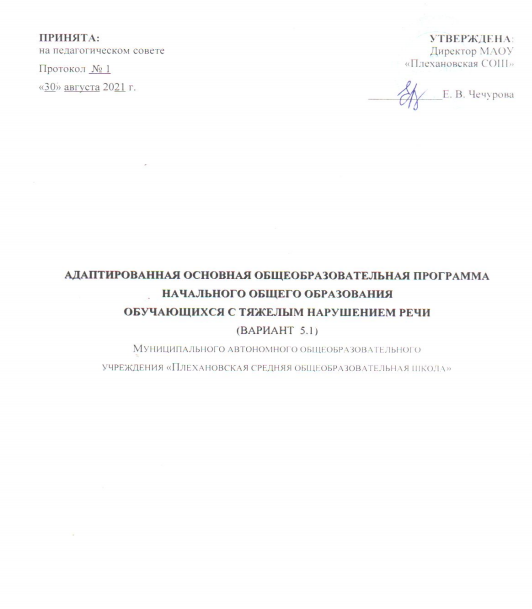 ПРИНЯТА:
на педагогическом совете
Протокол № 1
«30» августа 2021 г.
УТВЕРЖДЕНА:
Директор МАОУ
«Плехановская СОШ»
Е. В. Чечурова
АДАПТИРОВАННАЯ ОСНОВНАЯ ОБЩЕОБРАЗОВАТЕЛЬНАЯ ПРОГРАММА
НАЧАЛЬНОГО ОБЩЕГО ОБРАЗОВАНИЯ
ОБУЧАЮЩИХСЯ С ТЯЖЕЛЫМ НАРУШЕНИЕМ РЕЧИ
(ВАРИАНТ 5.1)
МУНИЦИПАЛЬНОГО АВТОНОМНОГО ОБЩЕОБРАЗОВАТЕЛЬНОГО
УЧРЕЖДЕНИЯ «ПЛЕХАНОВСКАЯ СРЕДНЯЯ ОБЩЕОБРАЗОВАТЕЛЬНАЯ ШКОЛА»